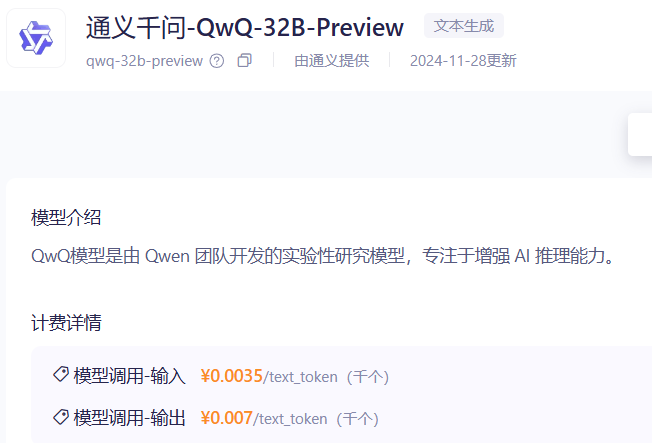 通义千问-QwQ-32B-Preview 文本生成
qwq-32b-preview 由通义提供 2024-11-28更新
模型介绍
QwQ模型是由 Qwen 团队开发的实验性研究模型，专注于增强 AI 推理能力。
计费详情
模型调用-输入 ¥0.0035/text_token（千个）
模型调用-输出 ¥0.007/text_token（千个）